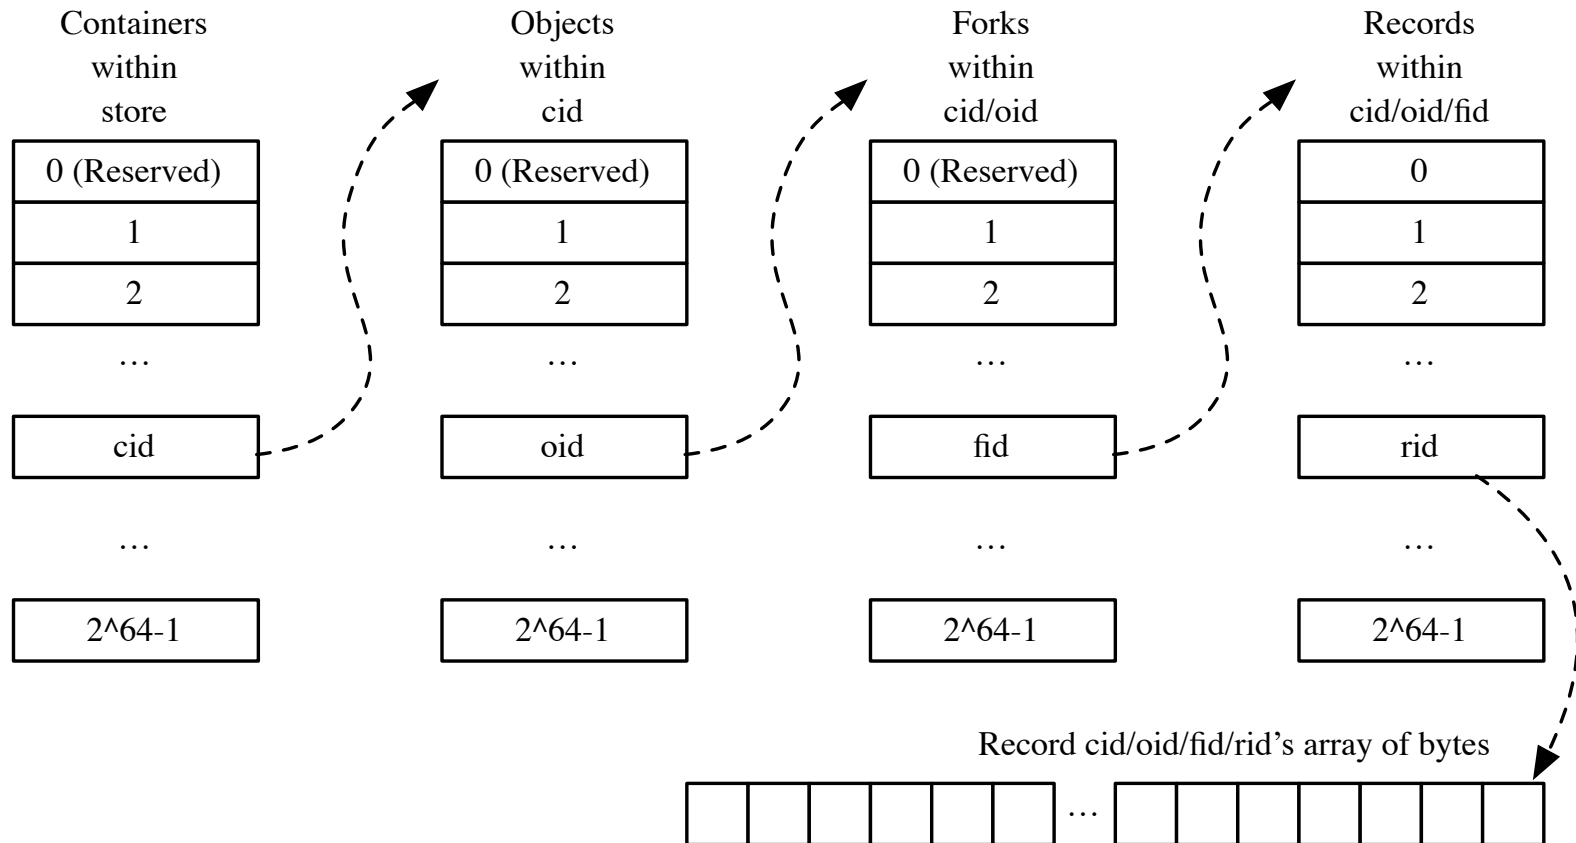 Containers
within
store
0 (Reserved)
1
2
...
cid
...
2^64-1
Objects
within
cid
0 (Reserved)
1
2
...
oid
...
2^64-1
Forks
within
cid/oid
0 (Reserved)
1
2
...
fid
...
2^64-1
Records
within
cid/oid/fid
0
1
2
...
rid
...
2^64-1
Record cid/oid/fid/rid’s array of bytes
...